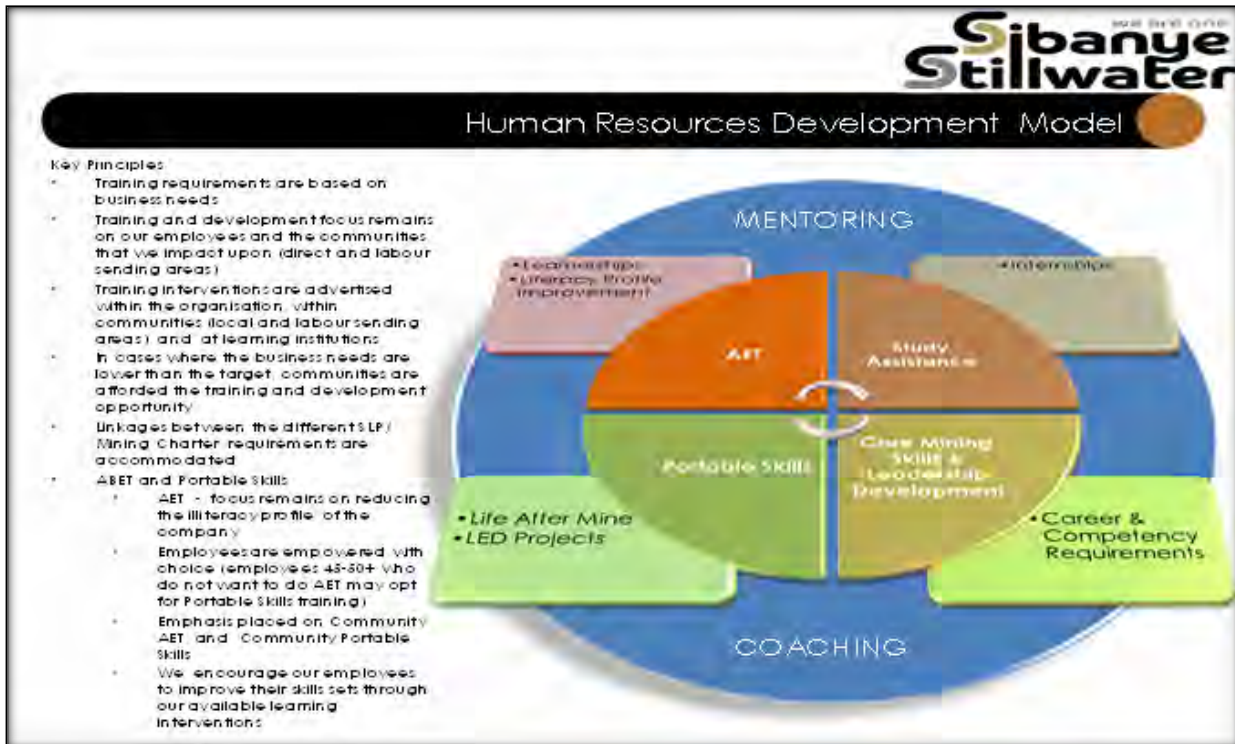 we are one
Sibanye
Stillwater
Human Resources Development Model
Key Principles
• Training requirements are based on
business needs
• Training and development focus remains
on our employees and the communities
that we impact upon (direct and labour
sending areas)
• Training interventions are advertised
within the organisation, within
communities (local and labour sending
areas) and at learning institutions
• In cases where the business needs are
lower than the target, communities are
afforded the training and development
opportunity
• Linkages between the different SLP/
Mining Charter requirements are
accommodated
• ABET and Portable Skills
• AET - focus remains on reducing
the illiteracy profile of the
company
• Employees are empowered with
choice (employees 45-50+ who
do not want to do AET may opt
for Portable Skills training)
• Emphasis placed on Community
AET and Community Portable
Skills
• We encourage our employees
to improve their skills sets through
our available learning
interventions
MENTORING
• Learnerships
• Literacy Profile
Improvement
• Internships
AET
Study
Assistance
Portable Skills
Core Mining
Skills &
Leadership
Development
• Life After Mine
• LED Projects
• Career &
Competency
Requirements
COACHING